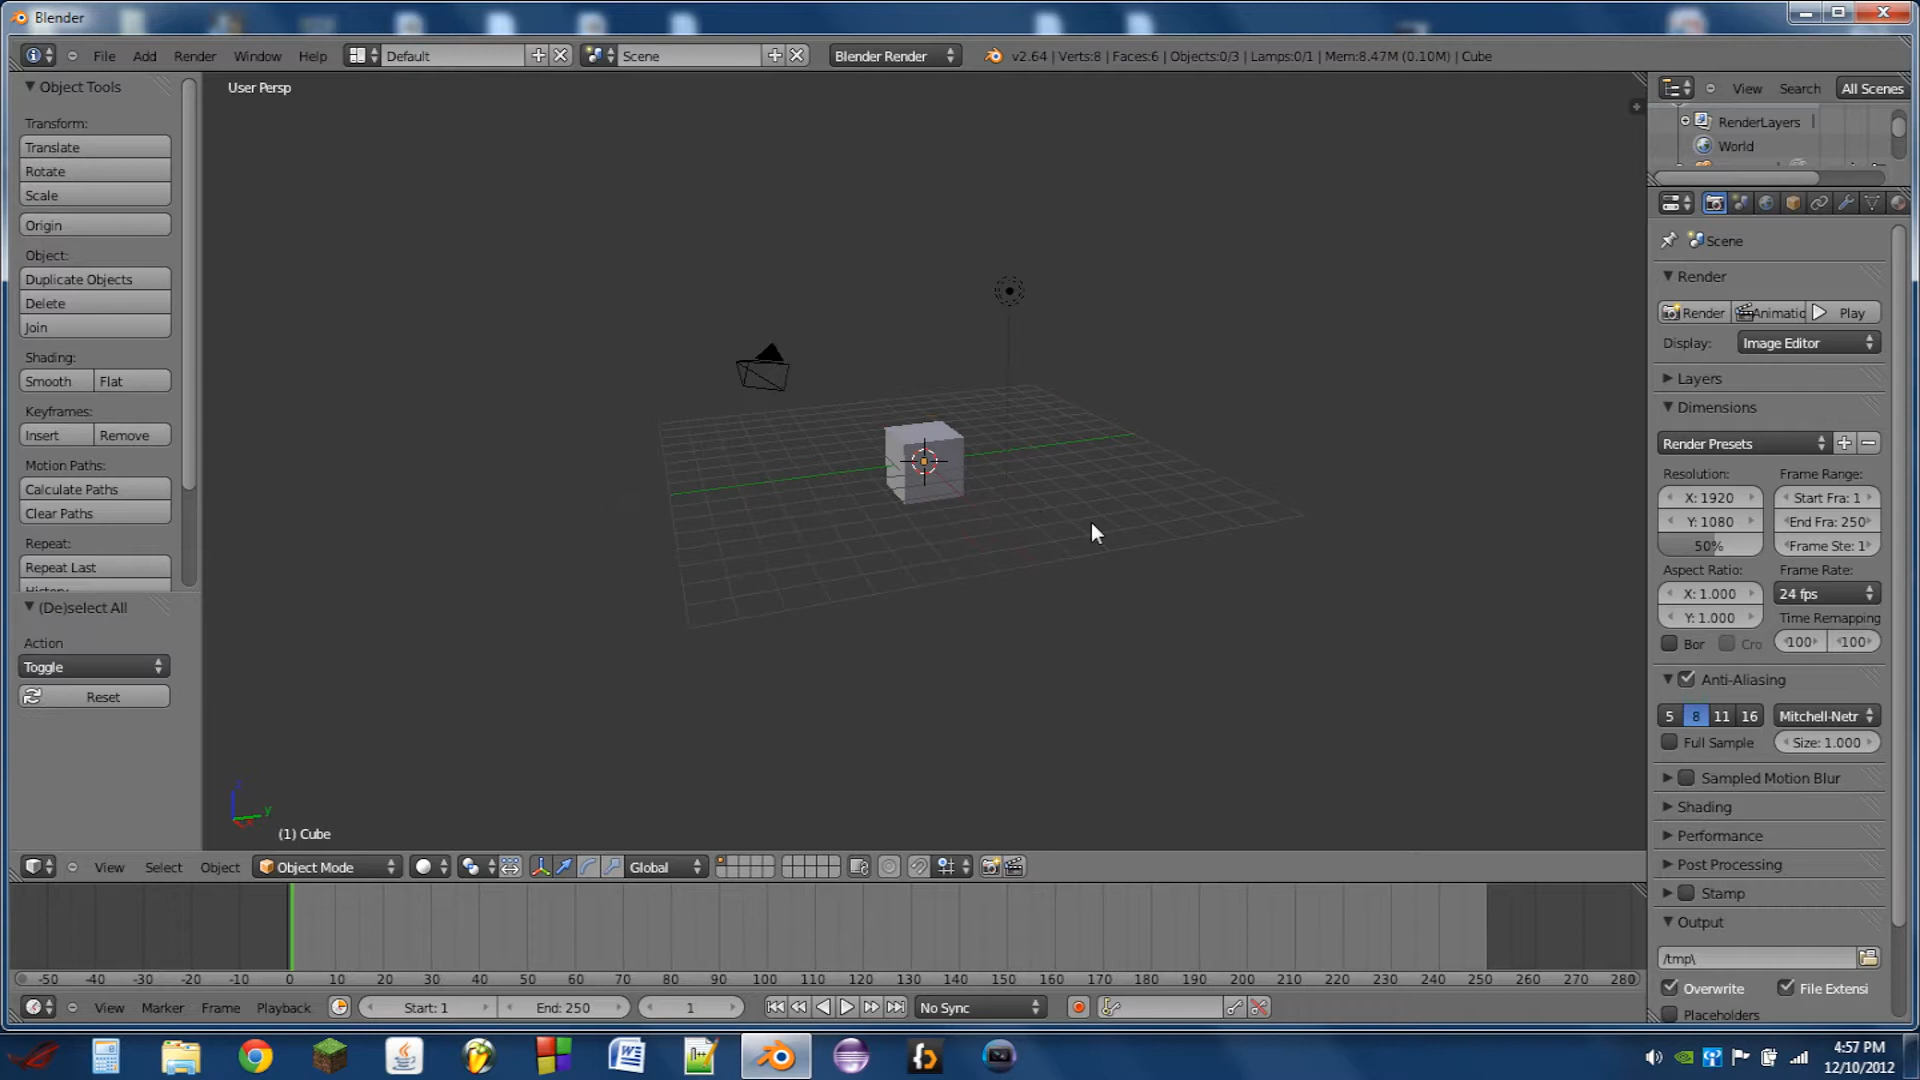 Blender
File Add Render Window Help Default Scene Blender Render v2.64 | Verts:8 | Faces:6 | Objects:0/3 | Lamps:0/1 | Mem:8.47M (0.10M) | Cube
Object Tools
Transform:
Translate
Rotate
Scale
Origin
Object:
Duplicate Objects
Delete
Join
Shading:
Smooth Flat
Keyframes:
Insert Remove
Motion Paths:
Calculate Paths
Clear Paths
Repeat:
Repeat Last
(De)select All
Action
Toggle
Reset
User Persp
y
(1) Cube
View Search All Scenes
RenderLayers
World
Scene
Render
Render Animatic Play
Display: Image Editor
Layers
Dimensions
Render Presets
Resolution: Frame Range:
X: 1920 Start Fra: 1
Y: 1080 End Fra: 250
50% Frame Ste: 1
Aspect Ratio: Frame Rate:
X: 1.000 24 fps
Y: 1.000 Time Remapping
Bor Cro 100 100
Anti-Aliasing
5 8 11 16 Mitchell-Netr
Full Sample Size: 1.000
Sampled Motion Blur
Shading
Performance
Post Processing
Stamp
Output
/tmp\
Overwrite File Extensi
Placeholders
View Select Object Object Mode Global
-50 -40 -30 -20 -10 0 10 20 30 40 50 60 70 80 90 100 110 120 130 140 150 160 170 180 190 200 210 220 230 240 250 260 270 280
View Marker Frame Playback Start: 1 End: 250 1 No Sync
4:57 PM
12/10/2012